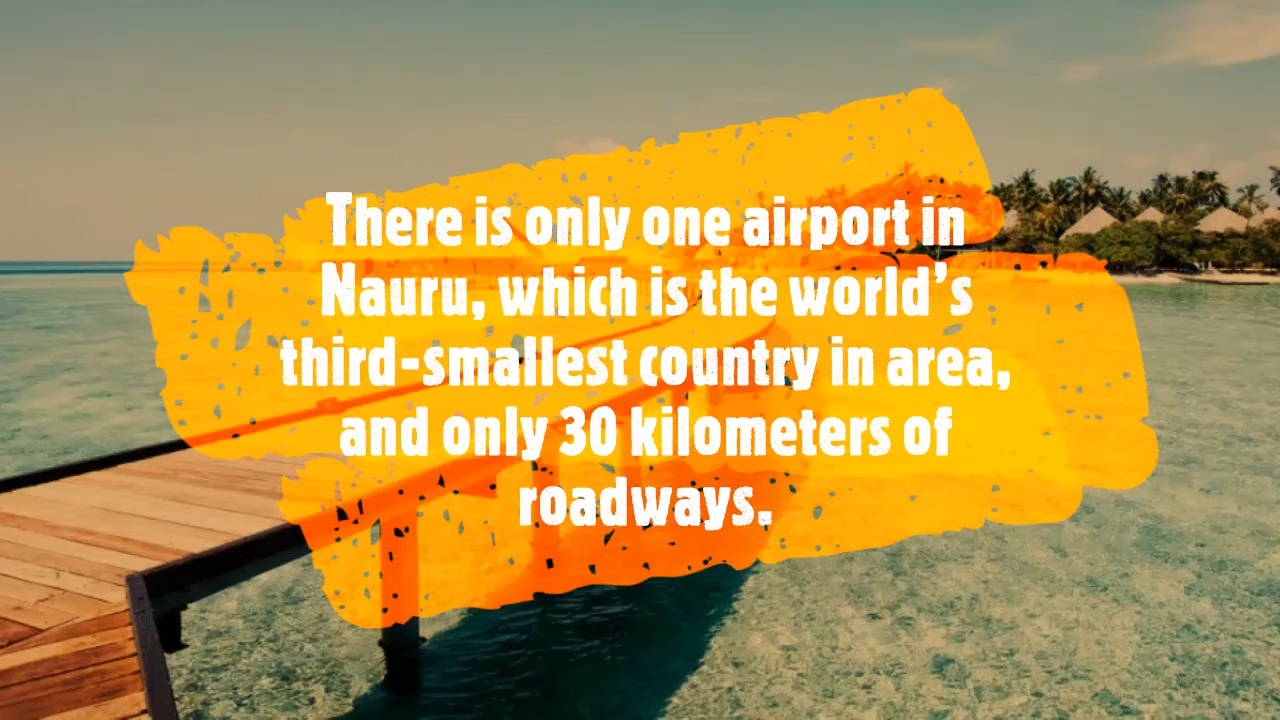 There is only one airport in
Nauru, which is the world’s
third-smallest country in area,
and only 30 kilometers of
roadways.